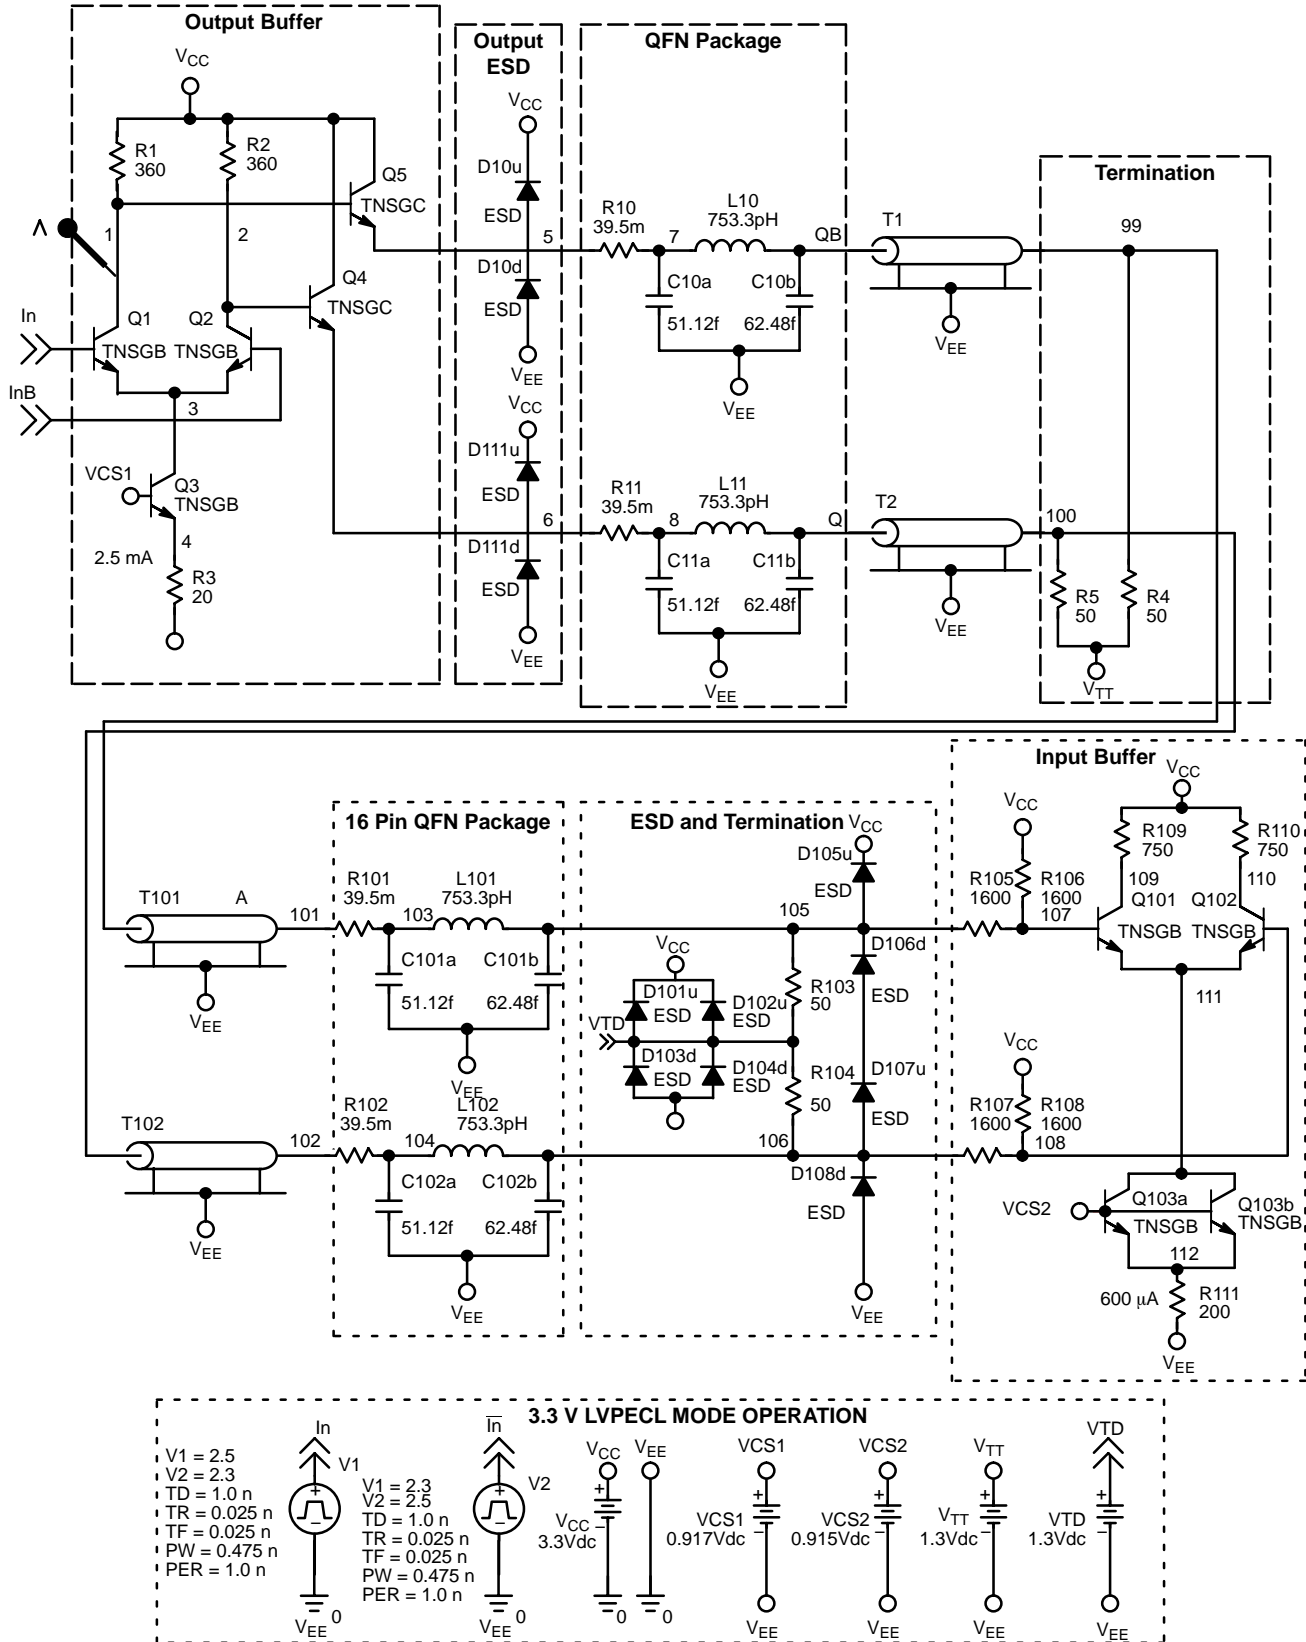 Output Buffer
VCC
R1
360
R2
360
Q5
TNSGC
1
2
V
Q4
TNSGC
In
Q1
TNSGB
Q2
TNSGB
InB
3
VCS1
Q3
TNSGB
4
2.5 mA
R3
20
Output
ESD
VCC
D10u
ESD
5
D10d
ESD
VEE
VCC
D111u
ESD
6
D111d
ESD
VEE
QFN Package
R10
39.5m
7
L10
753.3pH
QB
C10a
51.12f
C10b
62.48f
VEE
R11
39.5m
8
L11
753.3pH
Q
C11a
51.12f
C11b
62.48f
VEE
T1
VEE
T2
VEE
Termination
99
100
R5
50
R4
50
VTT
T101
A
101
VEE
T102
102
VEE
16 Pin QFN Package
R101
39.5m
103
L101
753.3pH
C101a
51.12f
C101b
62.48f
VEE
R102
39.5m
104
L102
753.3pH
C102a
51.12f
C102b
62.48f
VEE
ESD and Termination
VCC
D105u
ESD
105
VCC
D101u
ESD
D102u
ESD
R103
50
D106d
ESD
VTD
D103d
ESD
D104d
ESD
R104
50
D107u
ESD
106
D108d
ESD
VEE
Input Buffer
VCC
VCC
R109
750
R110
750
R105
1600
R106
1600
107
109
110
Q101
TNSGB
Q102
TNSGB
111
VCC
R107
1600
R108
1600
108
VCS2
Q103a
TNSGB
Q103b
TNSGB
112
600 μA
R111
200
VEE
3.3 V LVPECL MODE OPERATION
In
V1
V1 = 2.5
V2 = 2.3
TD = 1.0 n
TR = 0.025 n
TF = 0.025 n
PW = 0.475 n
PER = 1.0 n
VEE
0
In
V2
V1 = 2.3
V2 = 2.5
TD = 1.0 n
TR = 0.025 n
TF = 0.025 n
PW = 0.475 n
PER = 1.0 n
VEE
0
VCC
VCC
3.3Vdc
0
VEE
0
VCS1
VCS1
0.917Vdc
VEE
VCS2
VCS2
0.915Vdc
VEE
VTT
VTT
1.3Vdc
VEE
VTD
VTD
1.3Vdc
VEE